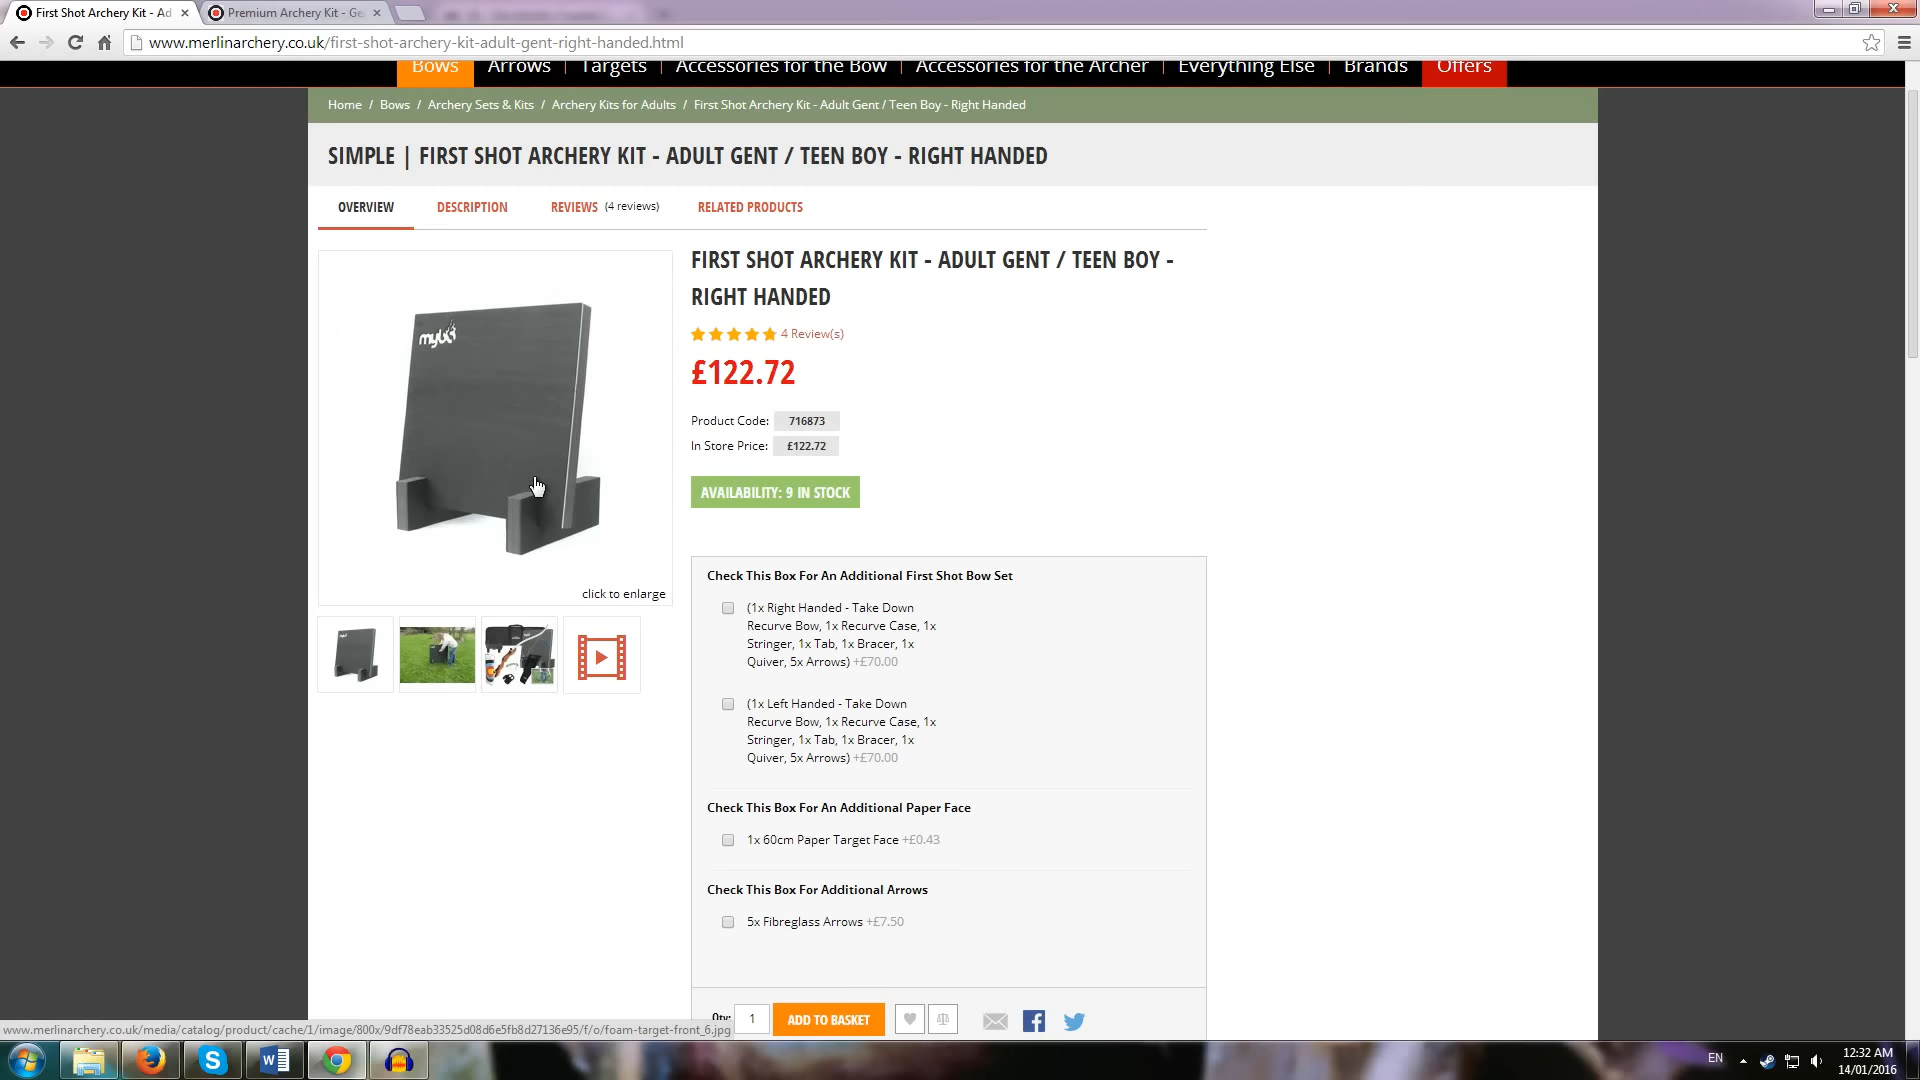 First Shot Archery Kit - Ad
Premium Archery Kit - Ge
www.merlinarchery.co.uk/first-shot-archery-kit-adult-gent-right-handed.html
Bows Arrows | Targets | Accessories for the Bow | Accessories for the Archer | Everything Else | Brands Offers
Home / Bows / Archery Sets & Kits / Archery Kits for Adults / First Shot Archery Kit - Adult Gent / Teen Boy - Right Handed
SIMPLE | FIRST SHOT ARCHERY KIT - ADULT GENT / TEEN BOY - RIGHT HANDED
OVERVIEW DESCRIPTION REVIEWS (4 reviews) RELATED PRODUCTS
FIRST SHOT ARCHERY KIT - ADULT GENT / TEEN BOY -
RIGHT HANDED
4 Review(s)
£122.72
Product Code: 716873
In Store Price: £122.72
AVAILABILITY: 9 IN STOCK
click to enlarge
Check This Box For An Additional First Shot Bow Set
(1x Right Handed - Take Down
Recurve Bow, 1x Recurve Case, 1x
Stringer, 1x Tab, 1x Bracer, 1x
Quiver, 5x Arrows) +£70.00
(1x Left Handed - Take Down
Recurve Bow, 1x Recurve Case, 1x
Stringer, 1x Tab, 1x Bracer, 1x
Quiver, 5x Arrows) +£70.00
Check This Box For An Additional Paper Face
1x 60cm Paper Target Face +£0.43
Check This Box For Additional Arrows
5x Fibreglass Arrows +£7.50
Qty: 1 ADD TO BASKET
www.merlinarchery.co.uk/media/catalog/product/cache/1/image/800x/9df78eab33525d08d6e5fb8d27136e95/f/o/foam-target-front_6.jpg
EN
12:32 AM
14/01/2016